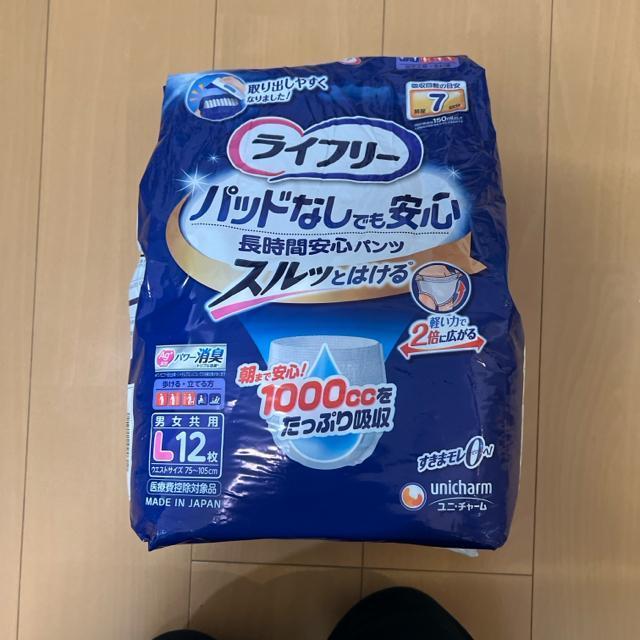 取り出しやすく
なりました!
吸収回数の目安
7
ライフリー
パッドなしでも安心
長時間安心パンツ
スルッとはける
軽い力で
2倍に広がる
Ag+
パワー消臭
歩ける・立てる方
朝まで安心!
1000ccを
たっぷり吸収
男女共用
L12枚
ウエストサイズ 75~105cm
医療費控除対象品
MADE IN JAPAN
すきまモレ0へ
unicharm
ユニ・チャーム